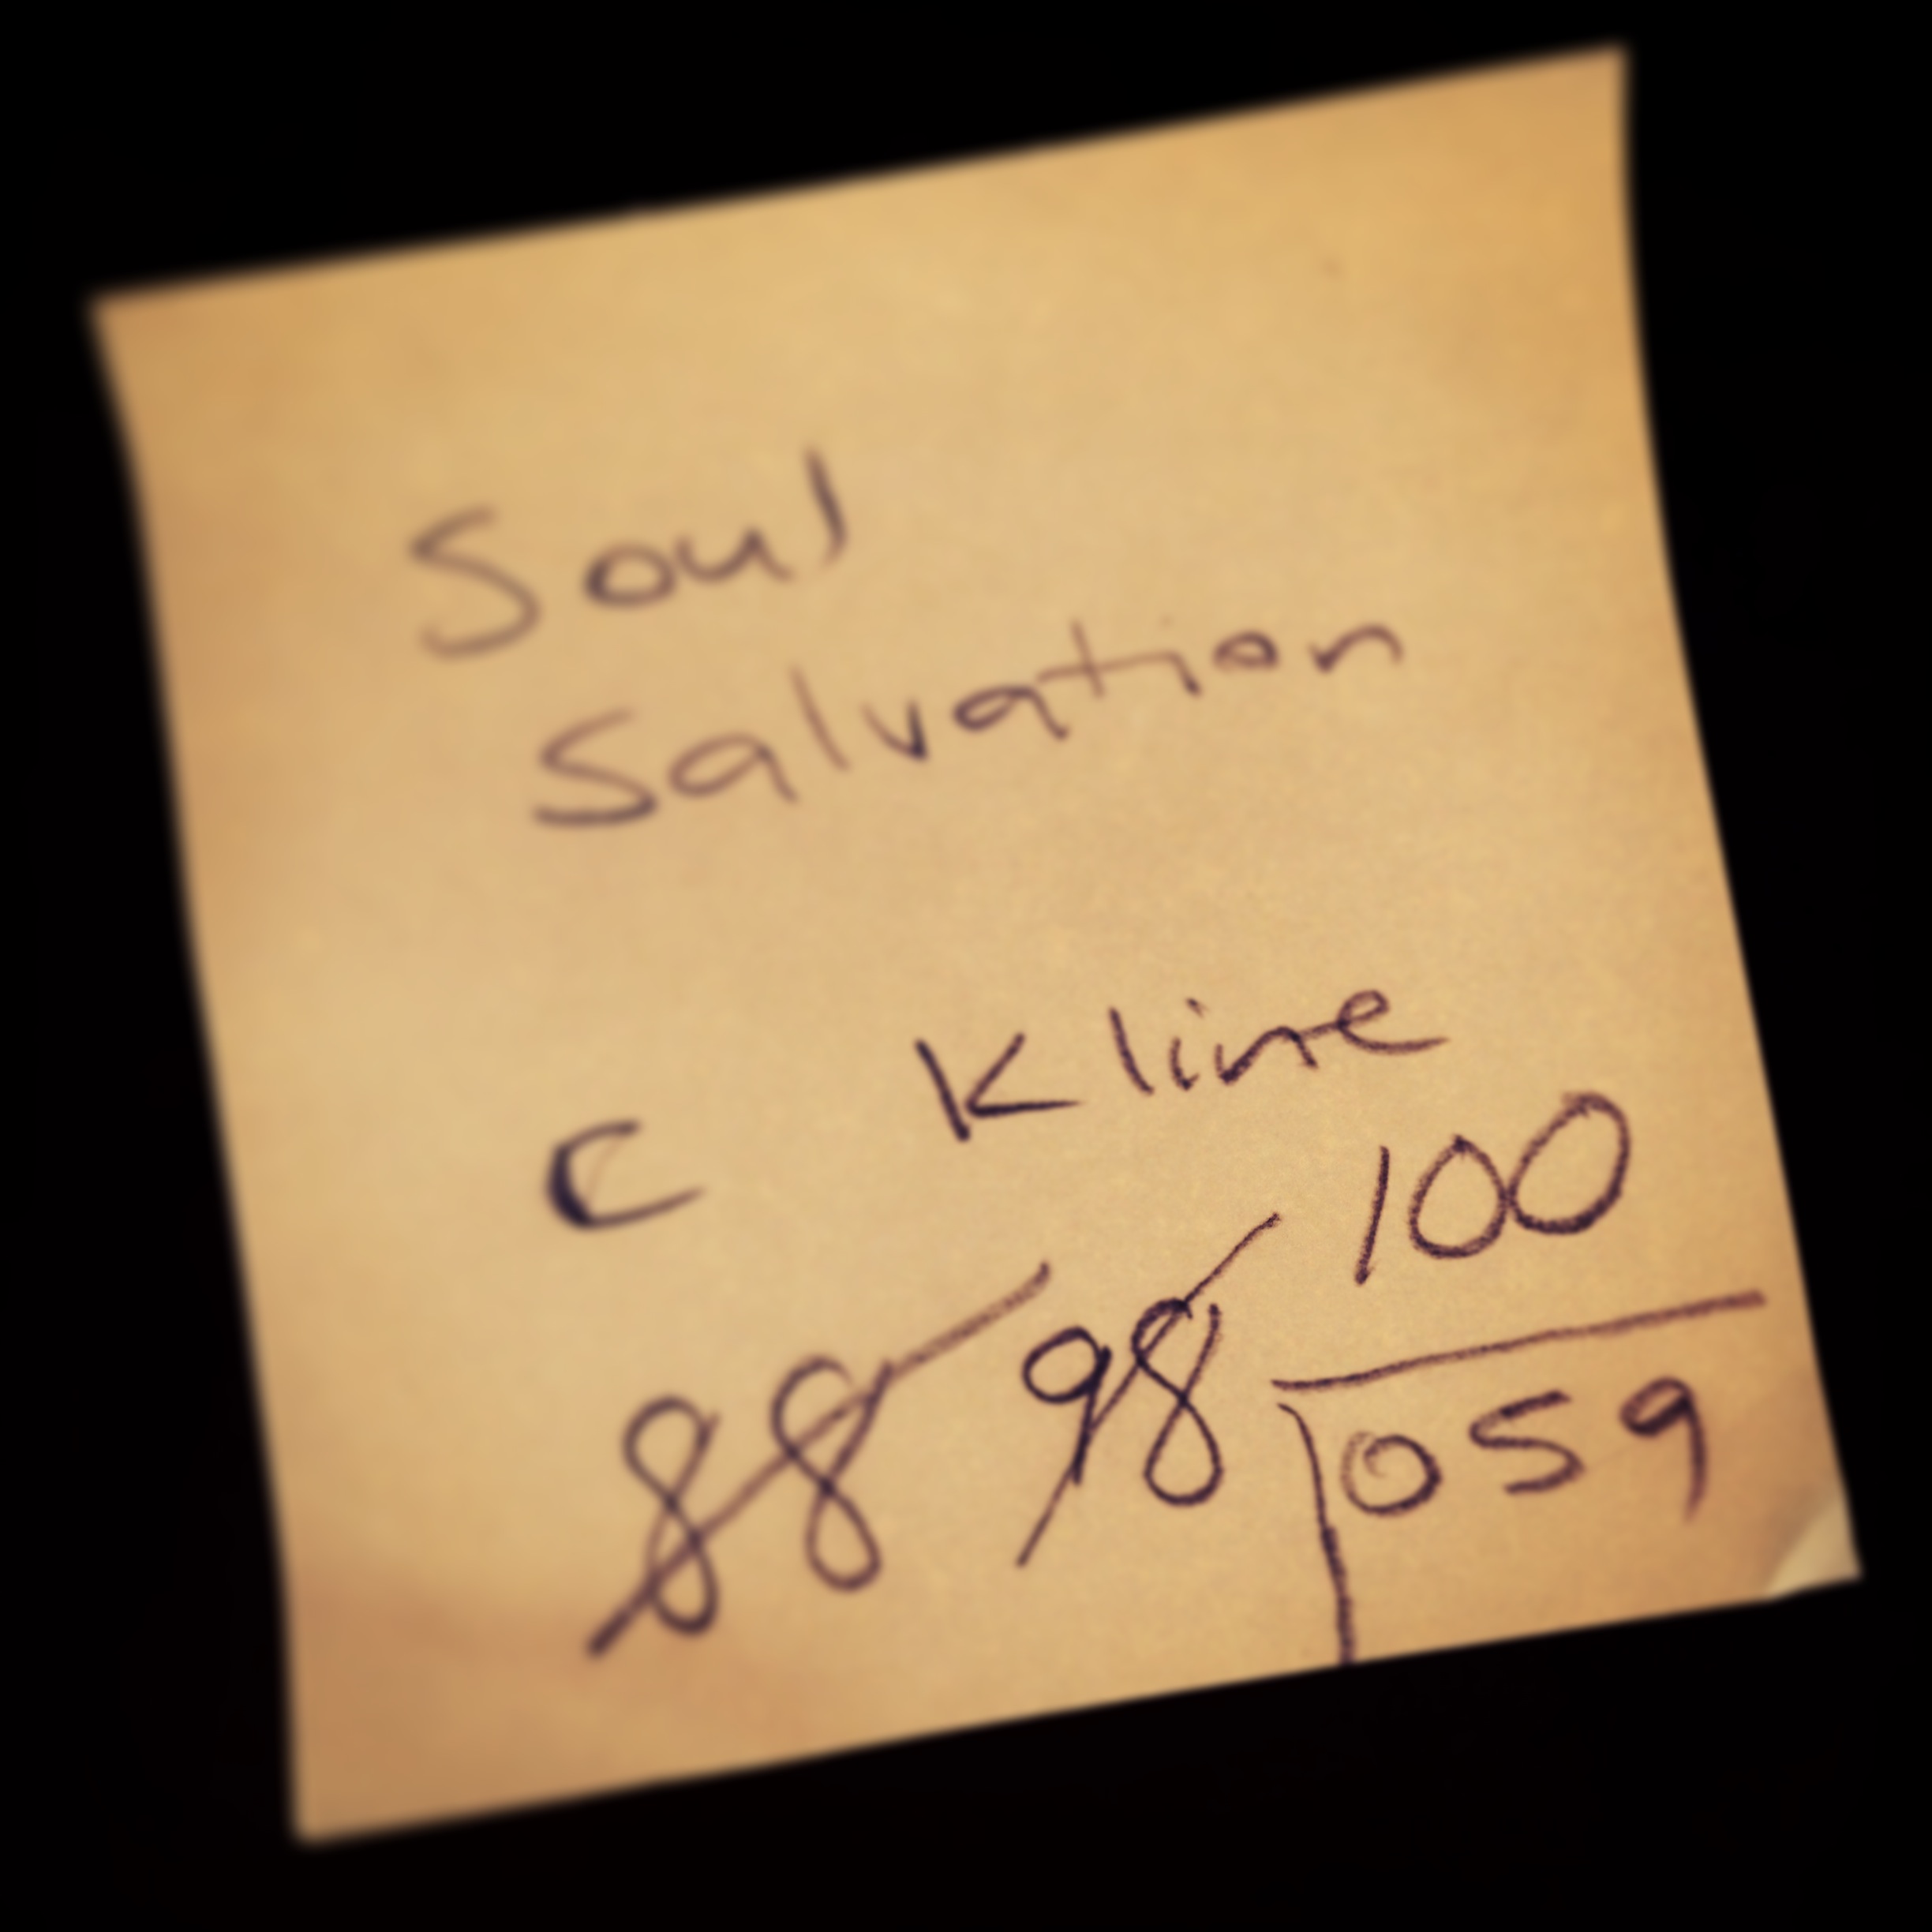 Soul
Salvation
C Kline
88 98 100
059